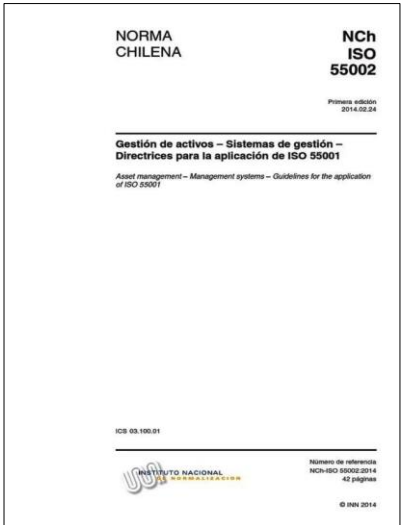 NORMA
CHILENA
NCh
ISO
55002
Primera edición
2014.02.24
Gestión de activos – Sistemas de gestión –
Directrices para la aplicación de ISO 55001
Asset management – Management systems – Guidelines for the application
of ISO 55001
ICS 03.100.01
INSTITUTO NACIONAL
DE NORMALIZACION
Número de referencia
NCh-ISO 55002:2014
42 páginas
© INN 2014